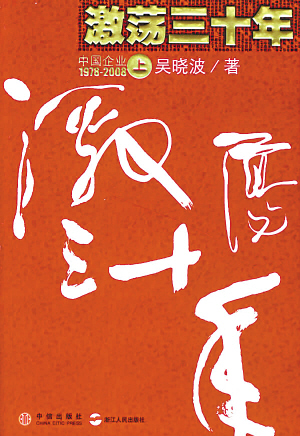 激荡三十年
中国企业
1978-2008
上 吴晓波/著
激荡
三十
年
中信出版社
CHINA CITIC PRESS
浙江人民出版社